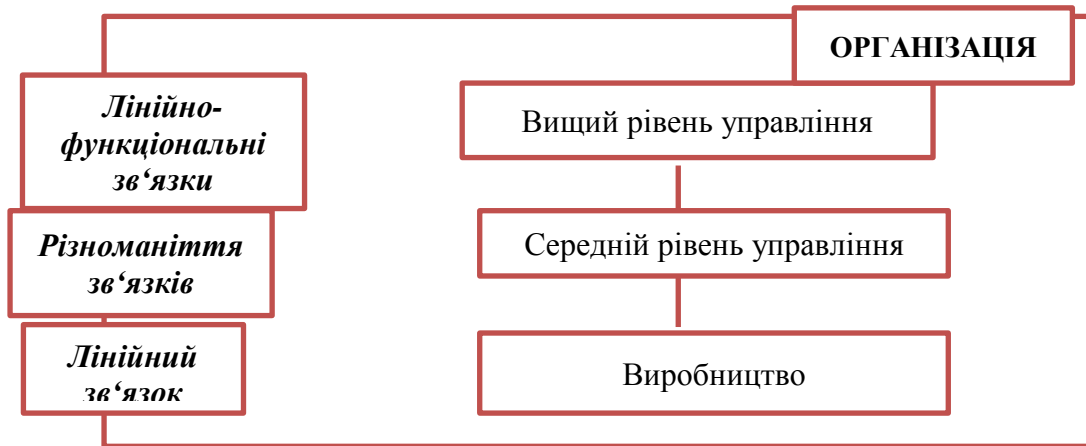 ОРГАНІЗАЦІЯ
Лінійно-
функціональні
зв‘язки
Вищий рівень управління
Різноманіття
зв‘язків
Середній рівень управління
Лінійний
зв‘язок
Виробництво